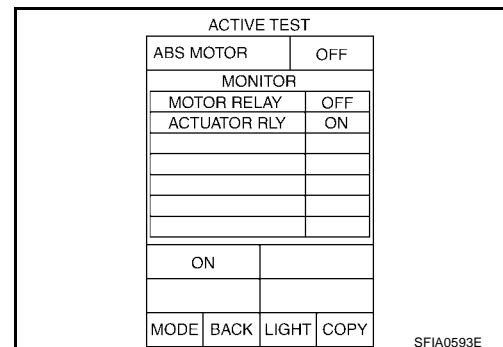 ACTIVE TEST
ABS MOTOR OFF
MONITOR
MOTOR RELAY OFF
ACTUATOR RLY ON
ON
MODE BACK LIGHT COPY
SFIA0593E